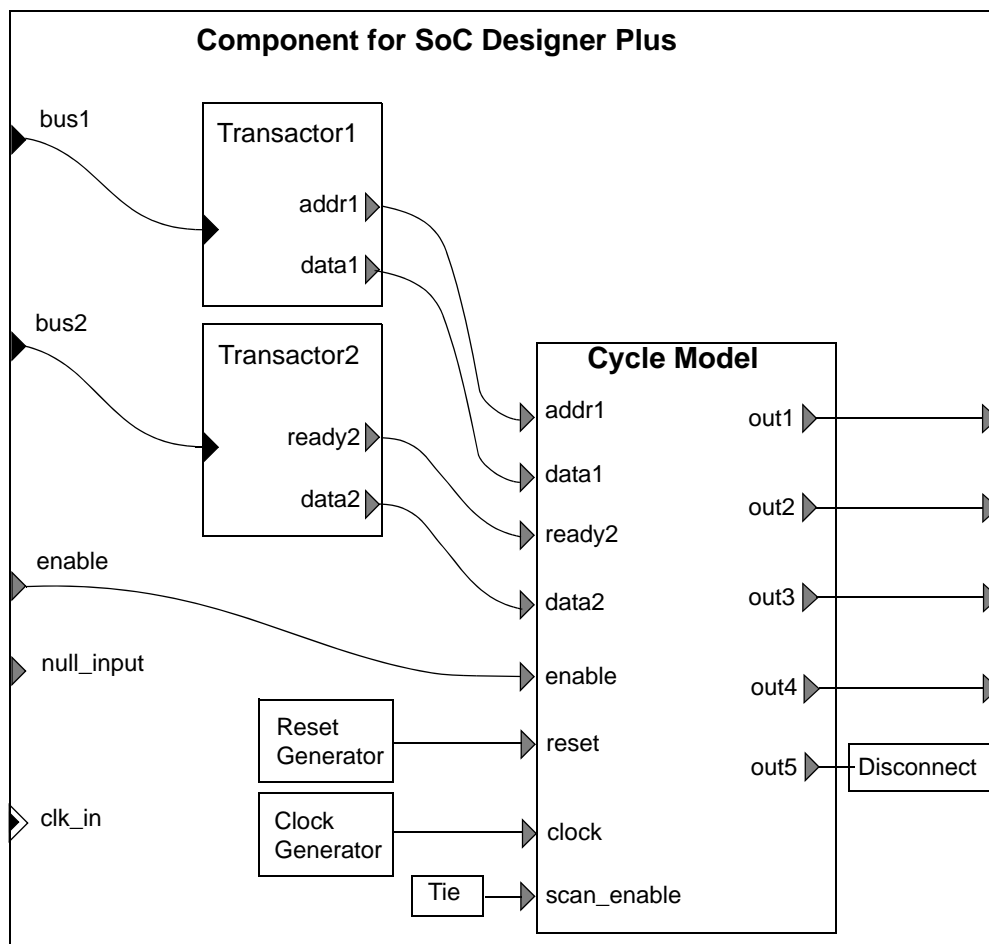 Component for SoC Designer Plus
bus1
Transactor1
addr1
data1
bus2
Transactor2
ready2
data2
enable
null_input
clk_in
Reset
Generator
Clock
Generator
Tie
Cycle Model
addr1
data1
ready2
data2
enable
reset
clock
scan_enable
out1
out2
out3
out4
out5
Disconnect